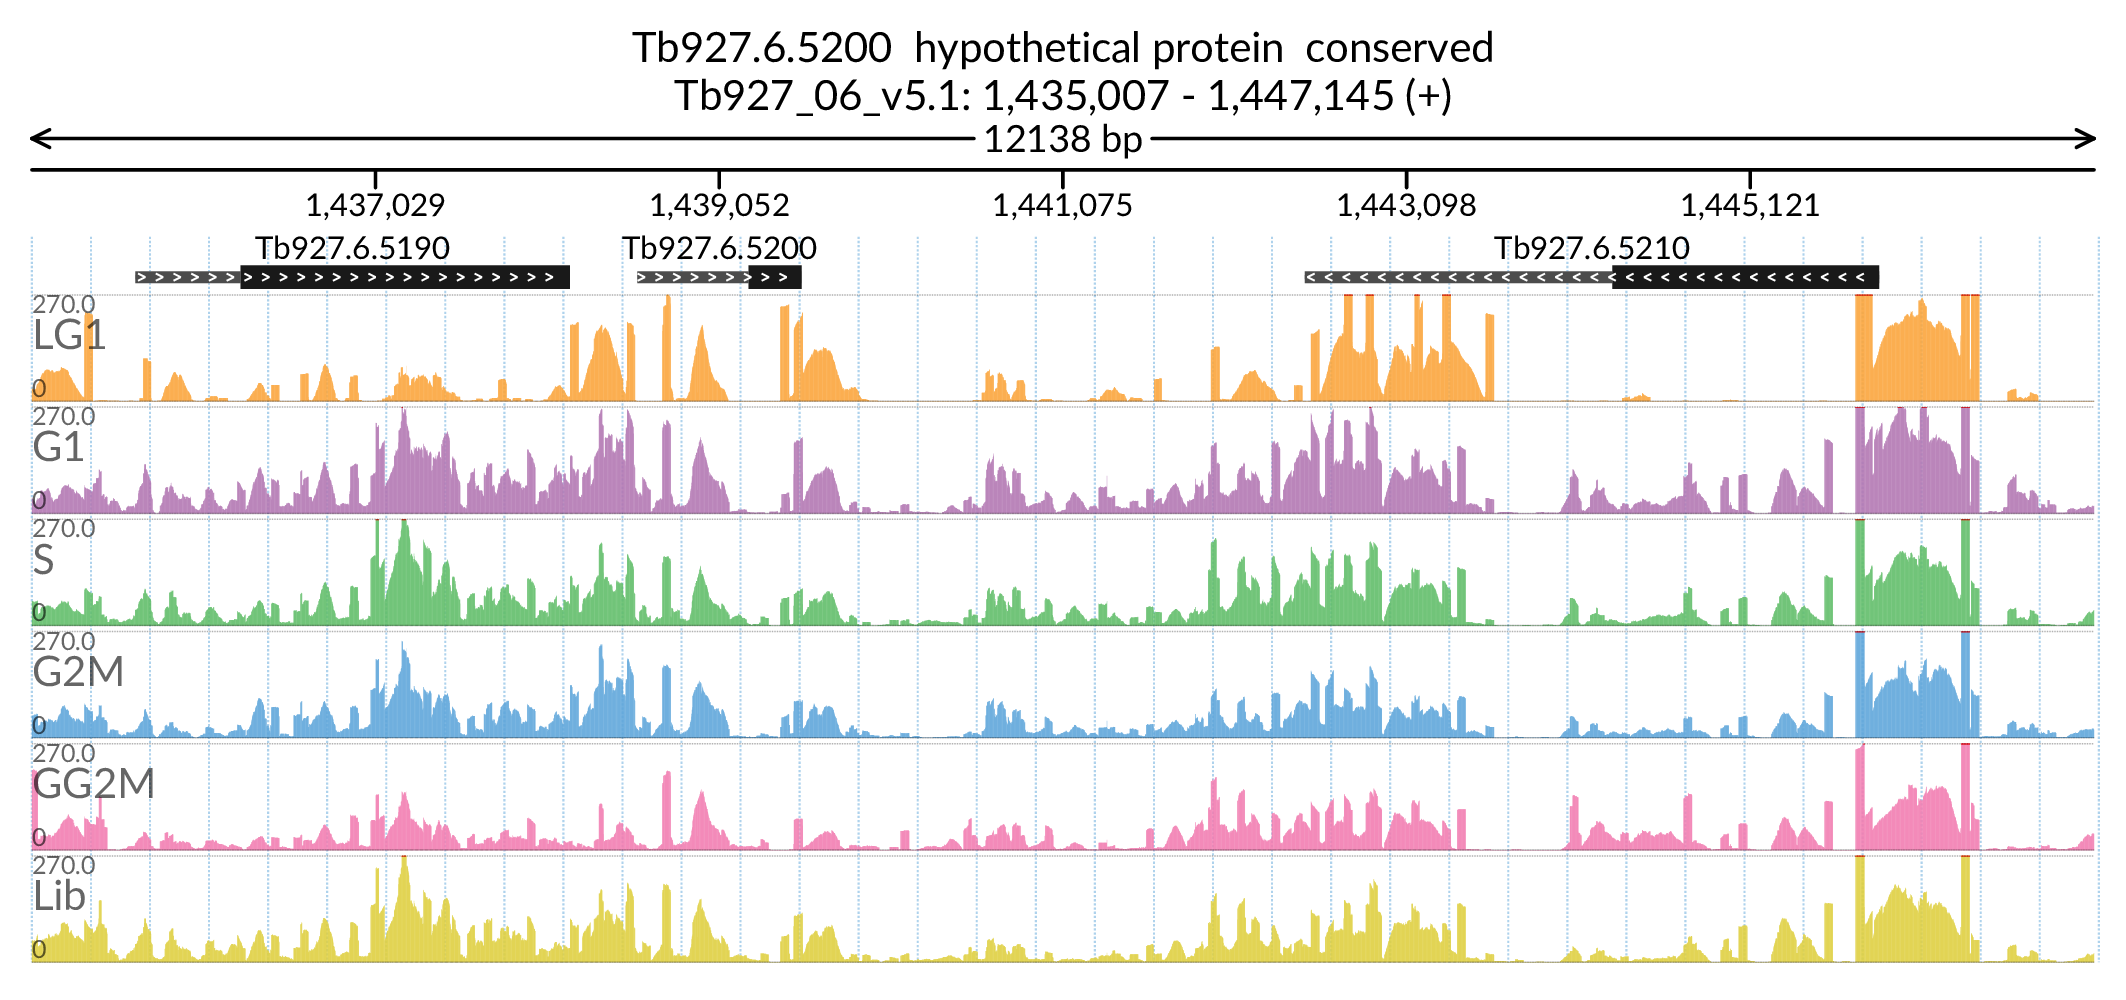 Tb927.6.5200  hypothetical protein  conserved
Tb927_06_v5.1: 1,435,007 - 1,447,145 (+)
12138 bp
1,437,029 1,439,052 1,441,075 1,443,098 1,445,121
Tb927.6.5190 Tb927.6.5200 Tb927.6.5210
270.0
LG1
0
270.0
G1
0
270.0
S
0
270.0
G2M
0
270.0
GG2M
0
270.0
Lib
0